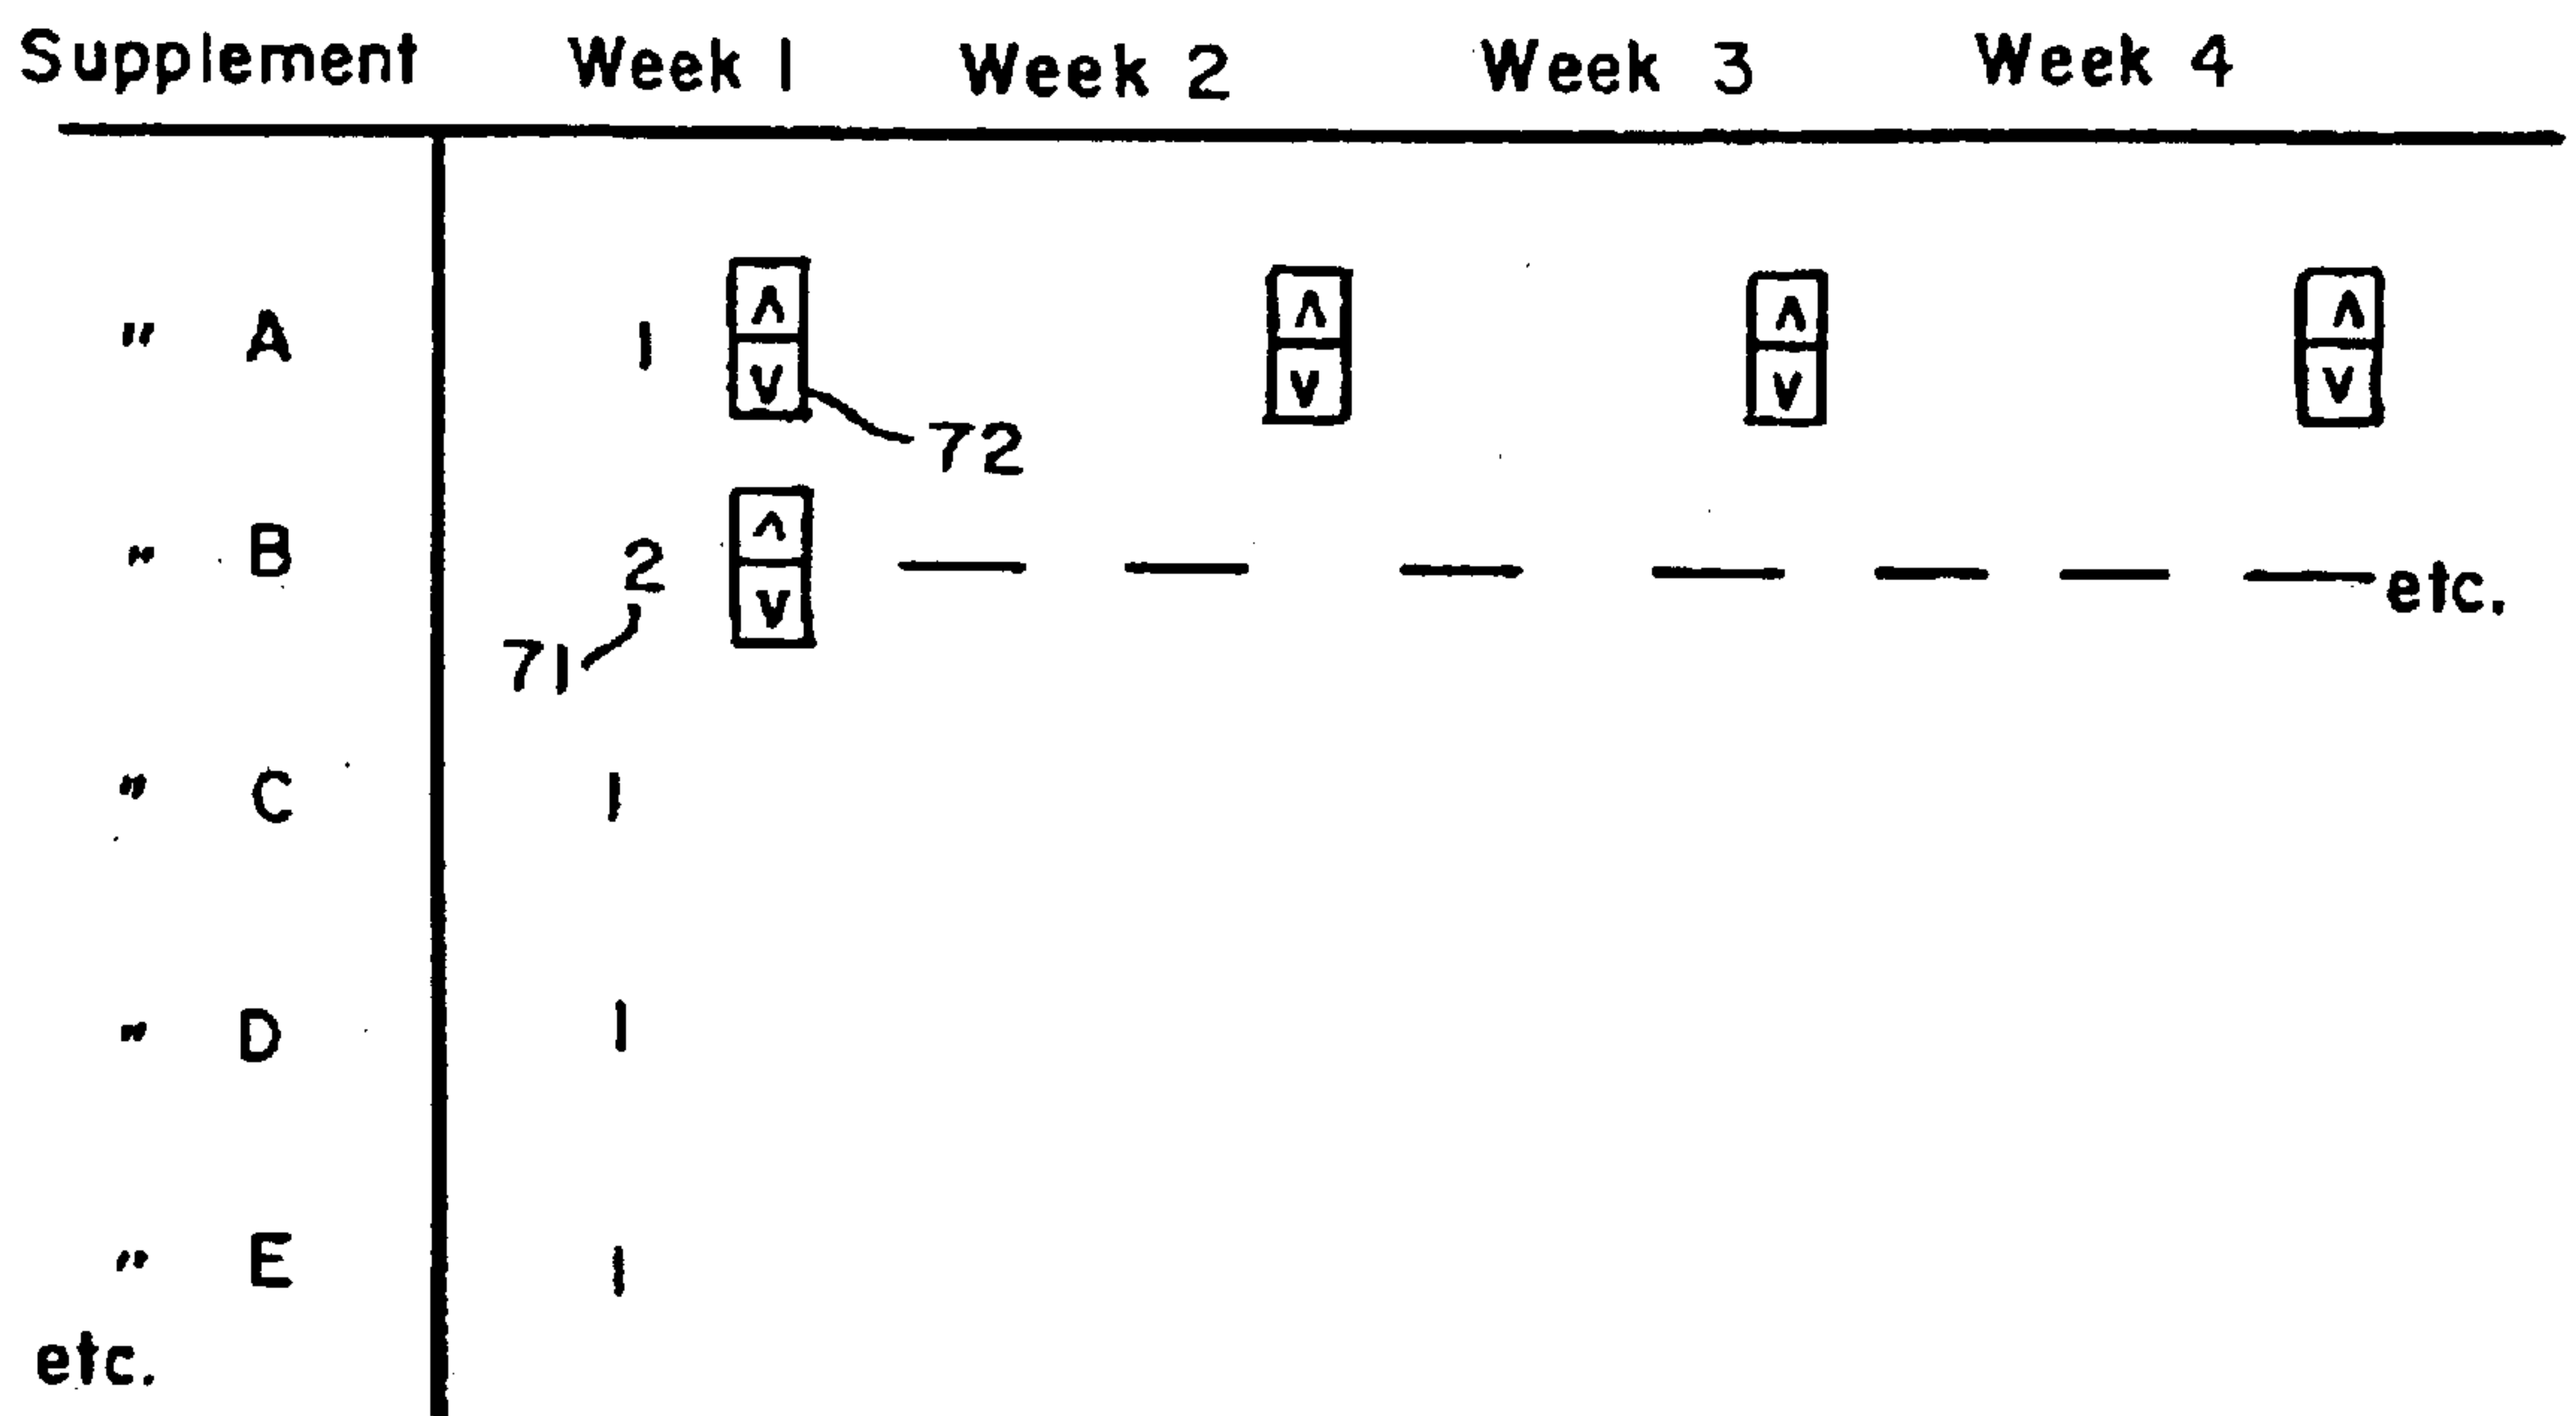 Supplement Week 1 Week 2 Week 3 Week 4
" A 1 ∧ ∧ ∧ ∧
∨ ∨ ∨ ∨
72
" B 2 ∧ — — — — — — — etc.
∨
71
" C 1
" D 1
" E 1
etc.